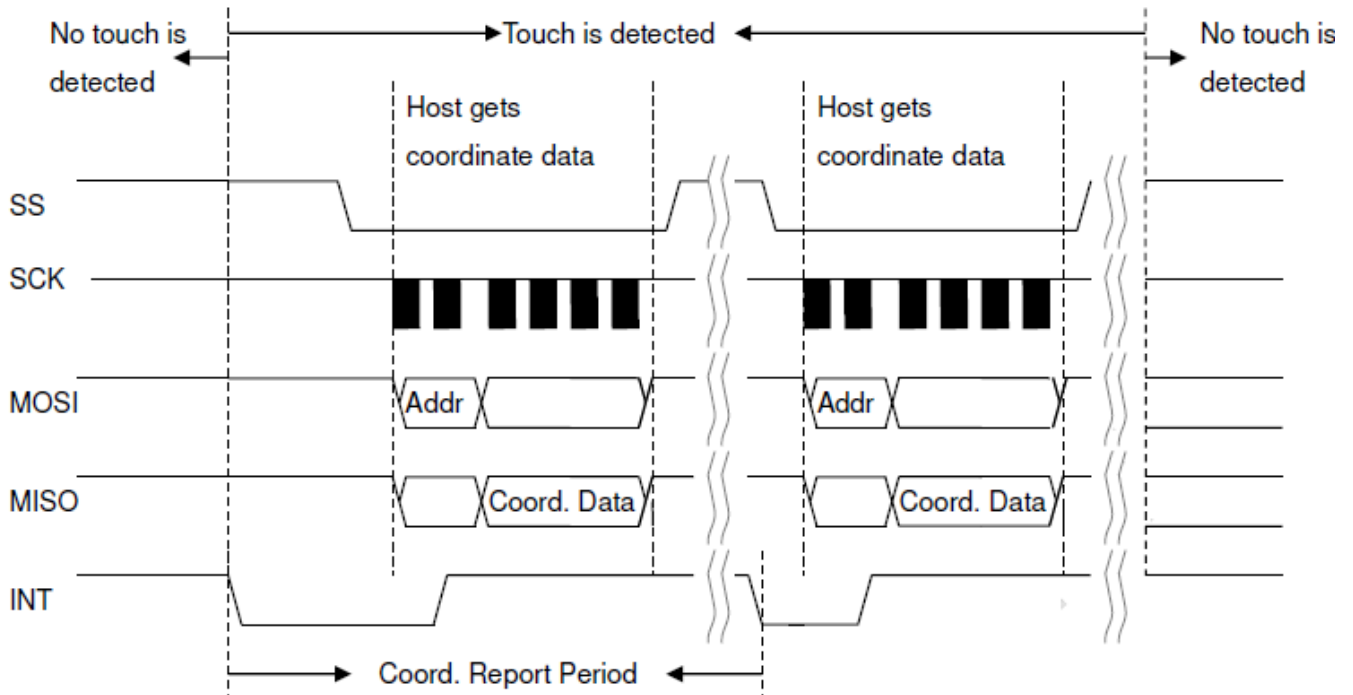 No touch is
detected
Touch is detected
No touch is
detected
Host gets
coordinate data
Host gets
coordinate data
SS
SCK
MOSI
Addr
Addr
MISO
Coord. Data
Coord. Data
INT
Coord. Report Period